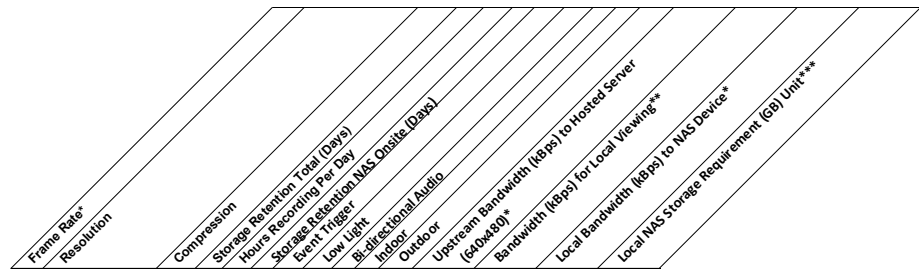 Frame Rate*
Resolution
Compression
Storage Retention Total (Days)
Hours Recording Per Day
Storage Retention NAS Onsite (Days)
Event Trigger
Low Light
Bi-directional Audio
Indoor
Outdoor
Upstream Bandwidth (kBps) to Hosted Server
(640x480)*
Bandwidth (kBps) for Local Viewing**
Local Bandwidth (kBps) to NAS Device*
Local NAS Storage Requirement (GB) Unit***